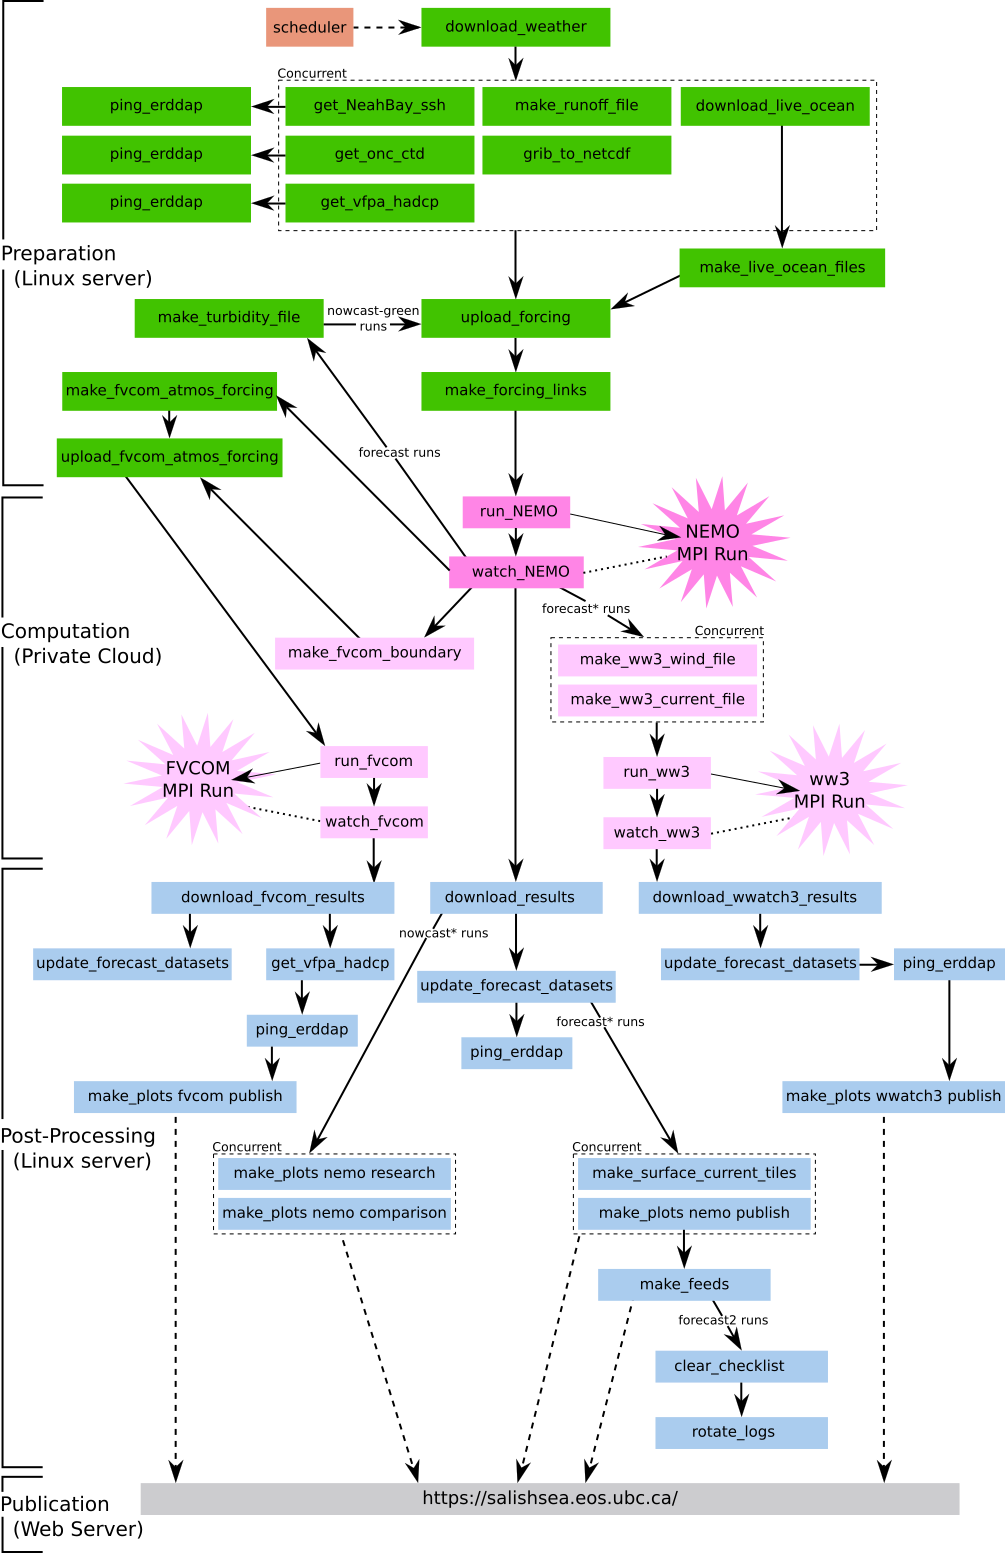 scheduler
download_weather
Concurrent
ping_erddap
get_NeahBay_ssh
make_runoff_file
download_live_ocean
ping_erddap
get_onc_ctd
grib_to_netcdf
ping_erddap
get_vfpa_hadcp
Preparation
(Linux server)
make_live_ocean_files
make_turbidity_file
nowcast-green
runs
upload_forcing
make_fvcom_atmos_forcing
make_forcing_links
forecast runs
upload_fvcom_atmos_forcing
run_NEMO
NEMO
MPI Run
watch_NEMO
forecast* runs
Computation
(Private Cloud)
Concurrent
make_fvcom_boundary
make_ww3_wind_file
make_ww3_current_file
run_fvcom
FVCOM
MPI Run
run_ww3
ww3
MPI Run
watch_fvcom
watch_ww3
download_fvcom_results
download_results
download_wwatch3_results
nowcast* runs
update_forecast_datasets
get_vfpa_hadcp
update_forecast_datasets
ping_erddap
update_forecast_datasets
forecast* runs
ping_erddap
ping_erddap
make_plots fvcom publish
make_plots wwatch3 publish
Post-Processing
(Linux server)
Concurrent
make_plots nemo research
make_plots nemo comparison
Concurrent
make_surface_current_tiles
make_plots nemo publish
make_feeds
forecast2 runs
clear_checklist
rotate_logs
Publication
(Web Server)
https://salishsea.eos.ubc.ca/